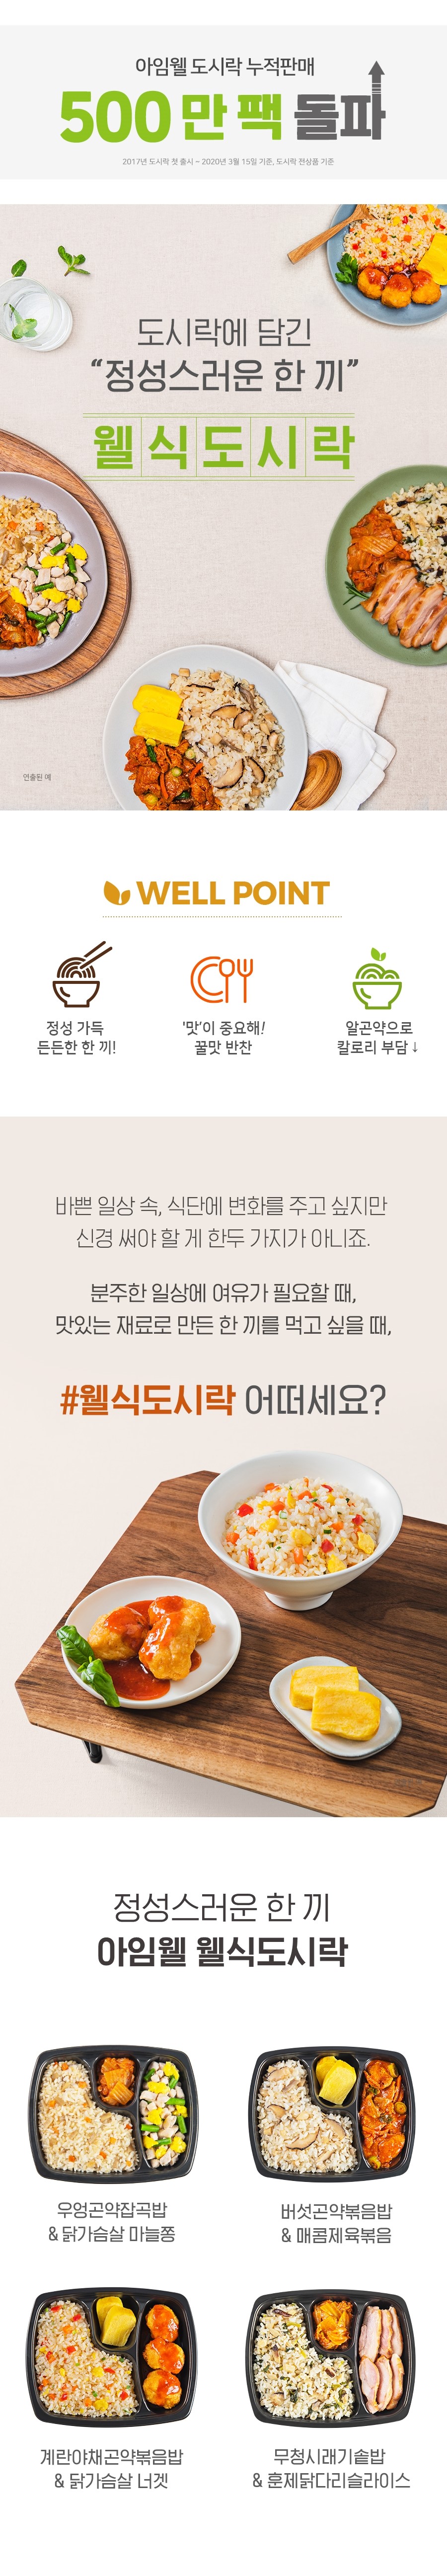 아임웰 도시락 누적판매
500만 팩 돌파
2017년 도시락 첫 출시 ~ 2020년 3월 15일 기준, 도시락 전상품 기준
도시락에 담긴
“정성스러운 한 끼”
웰식도시락
연출된 예
WELL POINT
정성 가득
든든한 한 끼!
'맛'이 중요해!
꿀맛 반찬
알곤약으로
칼로리 부담↓
바쁜 일상 속, 식단에 변화를 주고 싶지만
신경 써야 할 게 한두 가지가 아니죠.
분주한 일상에 여유가 필요할 때,
맛있는 재료로 만든 한 끼를 먹고 싶을 때,
#웰식도시락 어떠세요?
정성스러운 한 끼
아임웰 웰식도시락
우엉곤약잡곡밥
& 닭가슴살 마늘쫑
버섯곤약볶음밥
& 매콤제육볶음
계란야채곤약볶음밥
& 닭가슴살 너겟
무청시래기솥밥
& 훈제닭다리슬라이스